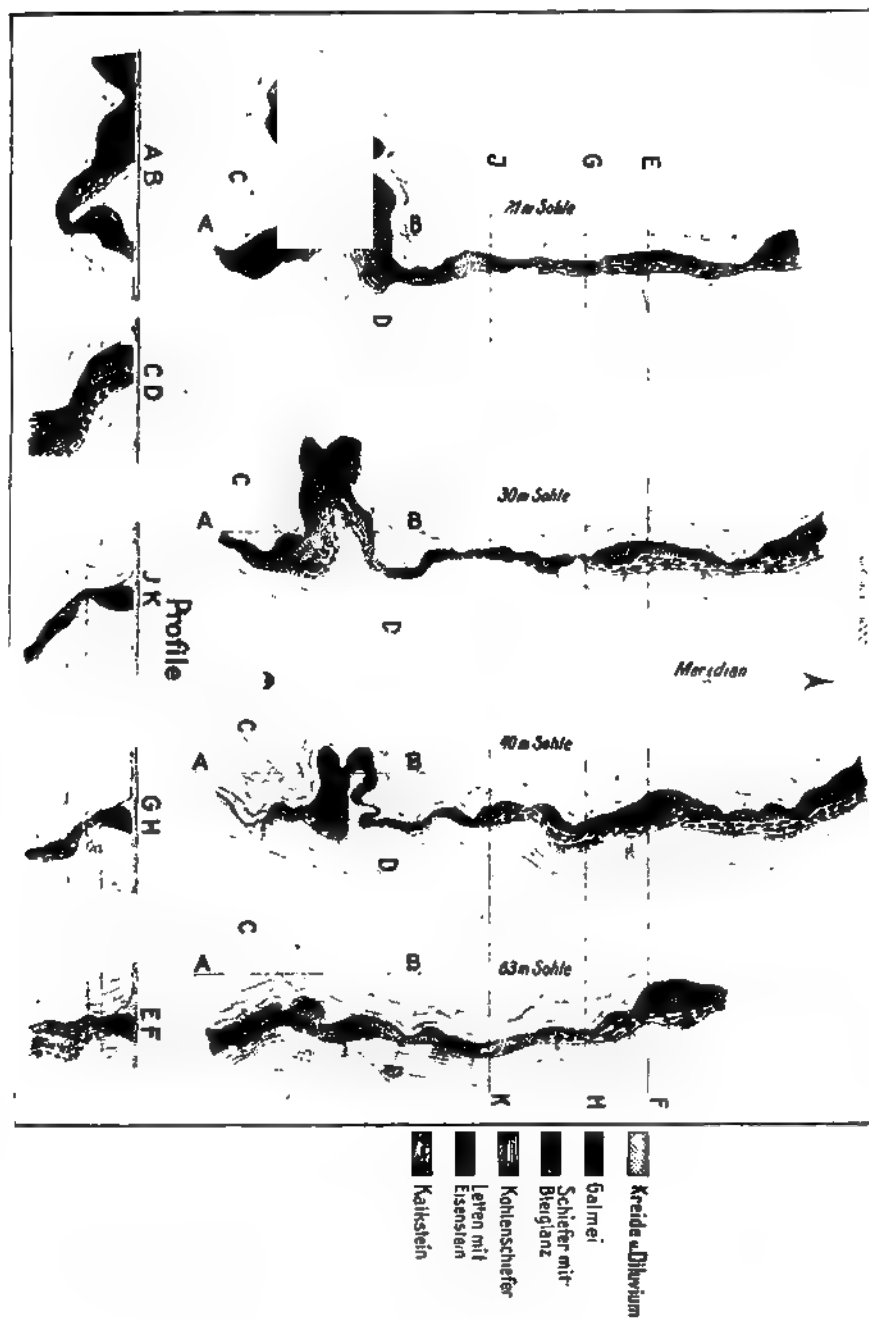 A B
C D
J K
G H
E F
Profile
C
J
G
E
21 m Sohle
A
B
D
C
30 m Sohle
A
B
D
Meridian
C
40 m Sohle
A
B
D
C
A
B
63 m Sohle
D
K
H
F
Kreide u. Diluvium
Galmei
Schiefer mit
Bleiglanz
Kohlenschiefer
Letten mit
Eisenstein
Kalkstein